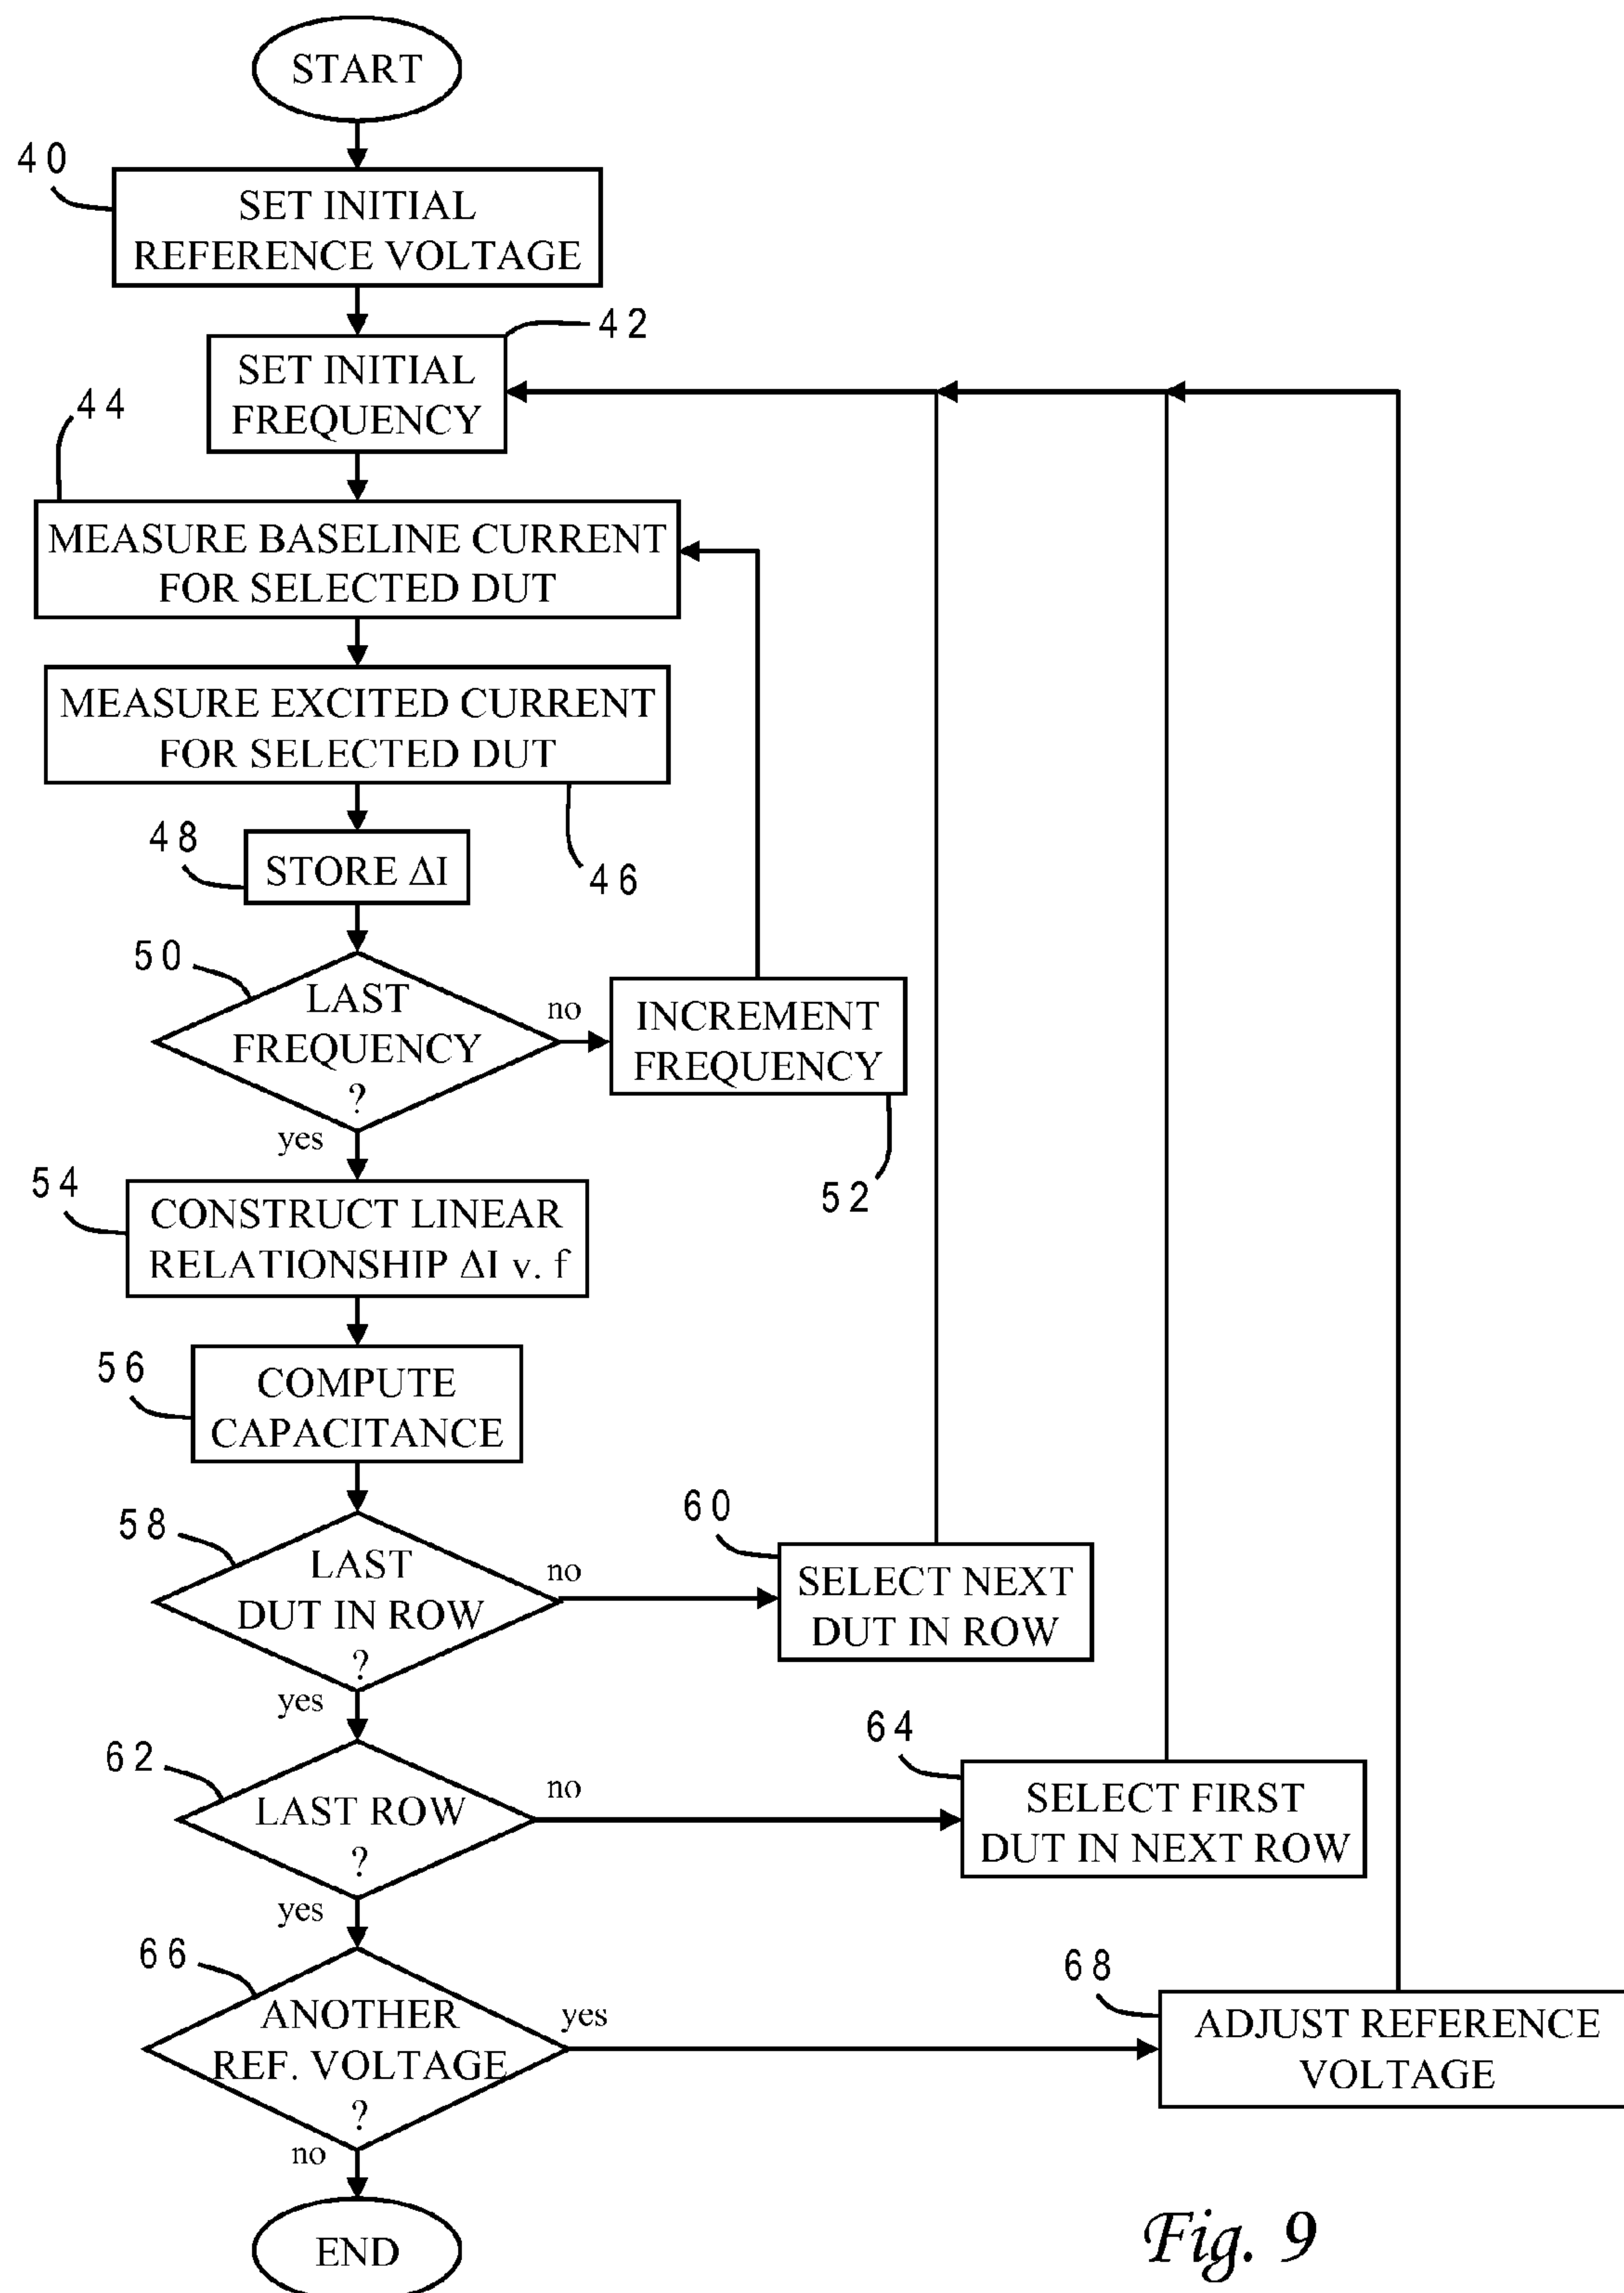 START
40
SET INITIAL
REFERENCE VOLTAGE
42
SET INITIAL
FREQUENCY
44
MEASURE BASELINE CURRENT
FOR SELECTED DUT
MEASURE EXCITED CURRENT
FOR SELECTED DUT
46
48
STORE ΔI
50
LAST
FREQUENCY
?
no
INCREMENT
FREQUENCY
52
yes
54
CONSTRUCT LINEAR
RELATIONSHIP ΔI v. f
56
COMPUTE
CAPACITANCE
58
LAST
DUT IN ROW
?
no
60
SELECT NEXT
DUT IN ROW
yes
62
LAST ROW
?
no
64
SELECT FIRST
DUT IN NEXT ROW
yes
66
ANOTHER
REF. VOLTAGE
?
yes
68
ADJUST REFERENCE
VOLTAGE
no
END
Fig. 9